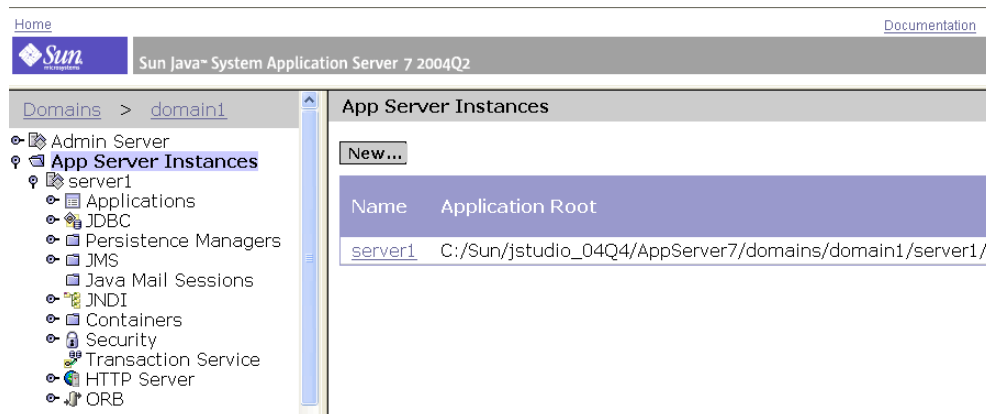 Home
Documentation
Sun
microsystems
Sun Java™ System Application Server 7 2004Q2
Domains > domain1
Admin Server
App Server Instances
server1
Applications
JDBC
Persistence Managers
JMS
Java Mail Sessions
JNDI
Containers
Security
Transaction Service
HTTP Server
ORB
App Server Instances
New...
Name Application Root
server1 C:/Sun/jstudio_04Q4/AppServer7/domains/domain1/server1/